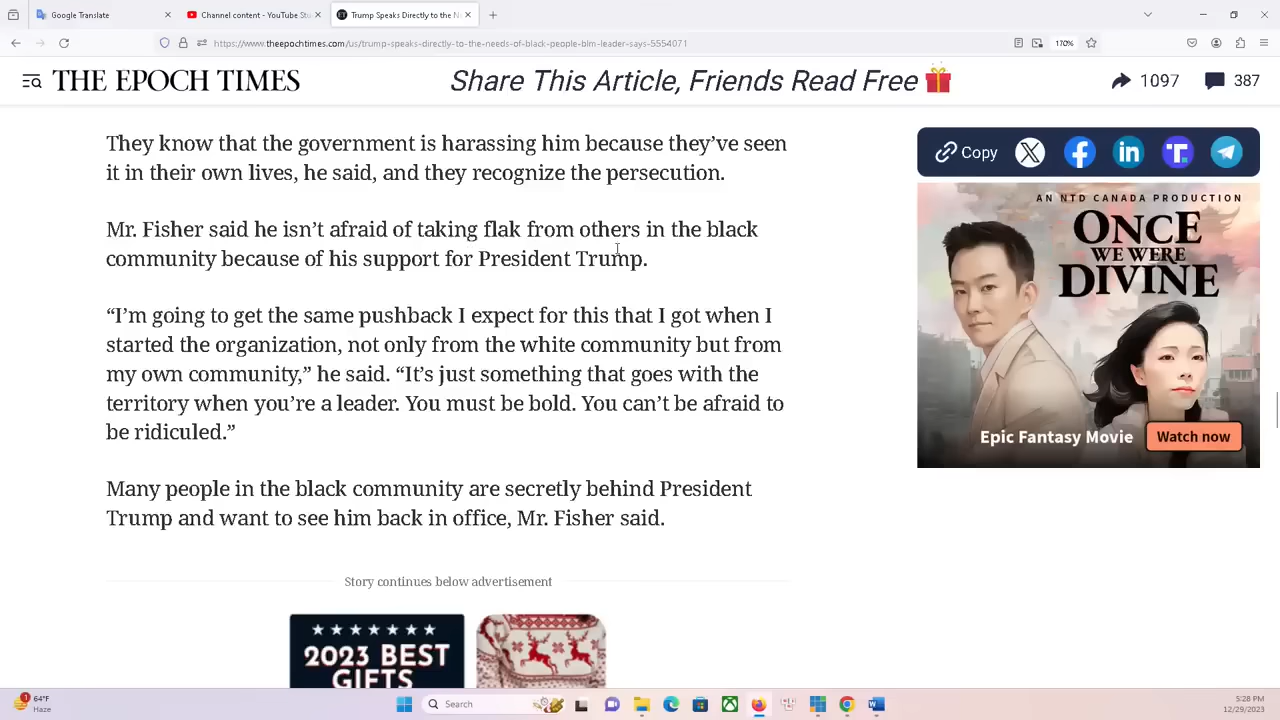 Google Translate
Channel content - YouTube Stu
Trump Speaks Directly to the N
https://www.theepochtimes.com/us/trump-speaks-directly-to-the-needs-of-black-people-blm-leader-says-5554071
170%
THE EPOCH TIMES
Share This Article, Friends Read Free
1097
387
They know that the government is harassing him because they’ve seen
it in their own lives, he said, and they recognize the persecution.
Mr. Fisher said he isn’t afraid of taking flak from others in the black
community because of his support for President Trump.
“I’m going to get the same pushback I expect for this that I got when I
started the organization, not only from the white community but from
my own community,” he said. “It’s just something that goes with the
territory when you’re a leader. You must be bold. You can’t be afraid to
be ridiculed.”
Many people in the black community are secretly behind President
Trump and want to see him back in office, Mr. Fisher said.
Story continues below advertisement
2023 BEST
GIFTS
Copy
AN NTD CANADA PRODUCTION
ONCE
WE WERE
DIVINE
Epic Fantasy Movie
Watch now
1
64°F
Haze
Search
5:28 PM
12/29/2023